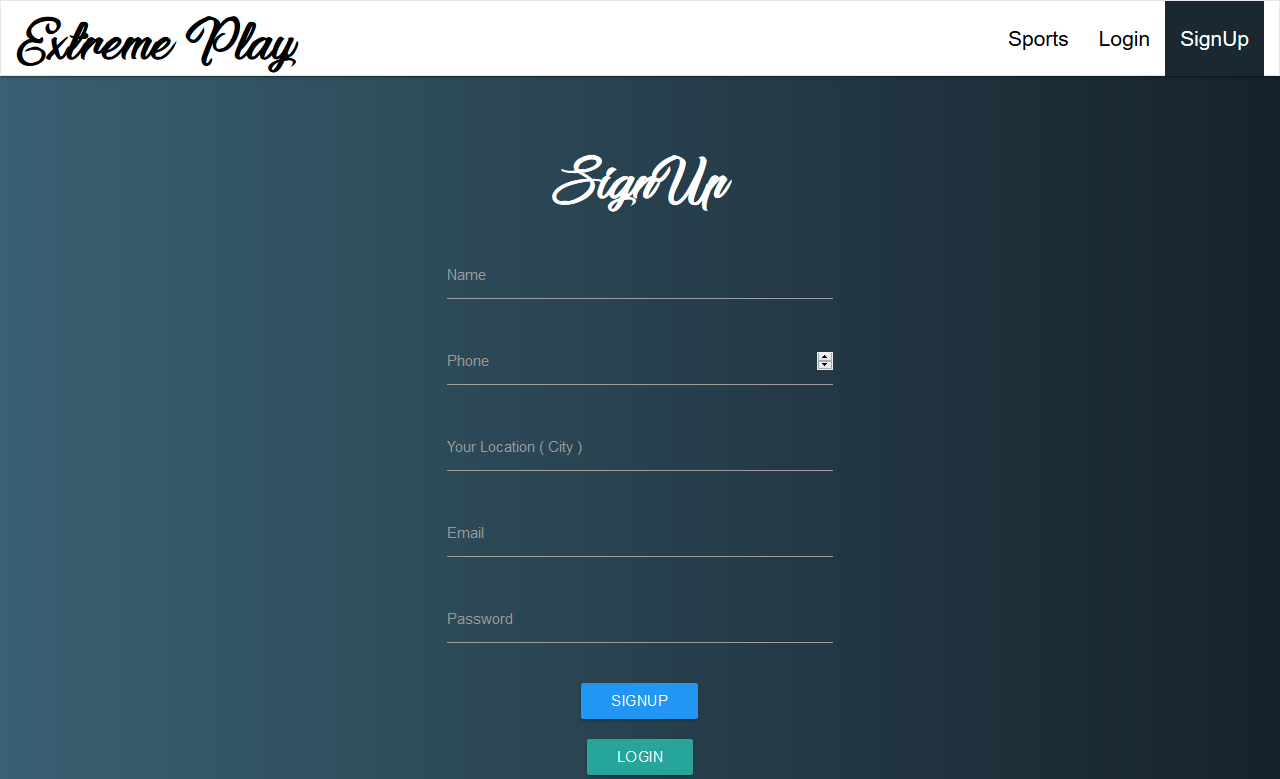 Extreme Play
Sports Login SignUp
SignUp
Name
Phone
Your Location ( City )
Email
Password
SIGNUP
LOGIN